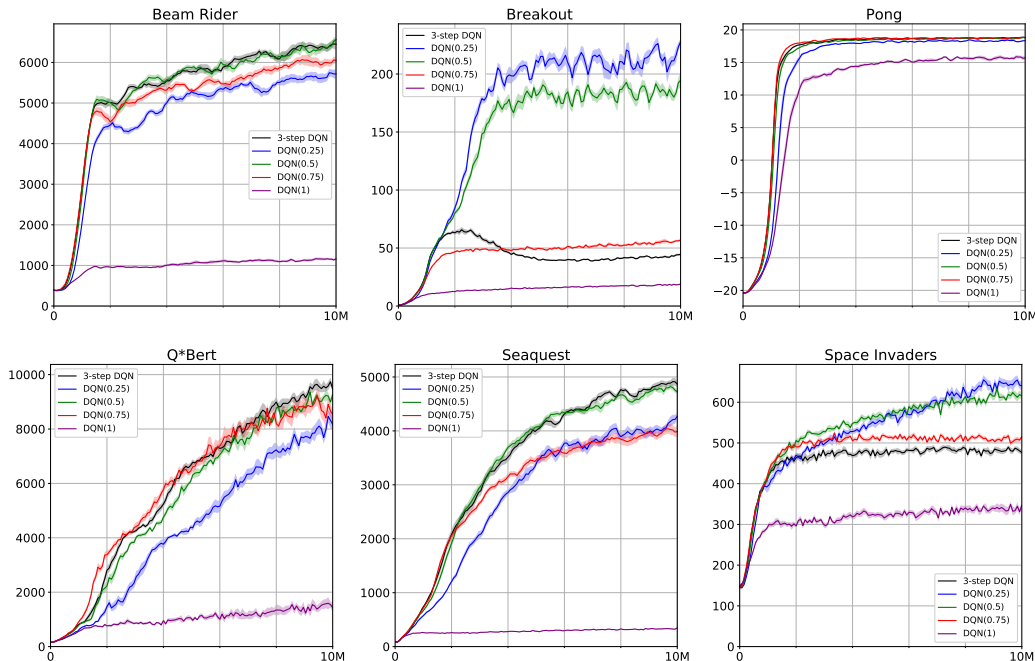 Beam Rider
6000
5000
4000
3000
2000
1000
0
0
10M
3-step DQN
DQN(0.25)
DQN(0.5)
DQN(0.75)
DQN(1)
Breakout
200
150
100
50
0
0
10M
3-step DQN
DQN(0.25)
DQN(0.5)
DQN(0.75)
DQN(1)
Pong
20
15
10
5
0
−5
−10
−15
−20
0
10M
3-step DQN
DQN(0.25)
DQN(0.5)
DQN(0.75)
DQN(1)
Q*Bert
10000
8000
6000
4000
2000
0
0
10M
3-step DQN
DQN(0.25)
DQN(0.5)
DQN(0.75)
DQN(1)
Seaquest
5000
4000
3000
2000
1000
0
0
10M
3-step DQN
DQN(0.25)
DQN(0.5)
DQN(0.75)
DQN(1)
Space Invaders
600
500
400
300
200
100
0
0
10M
3-step DQN
DQN(0.25)
DQN(0.5)
DQN(0.75)
DQN(1)